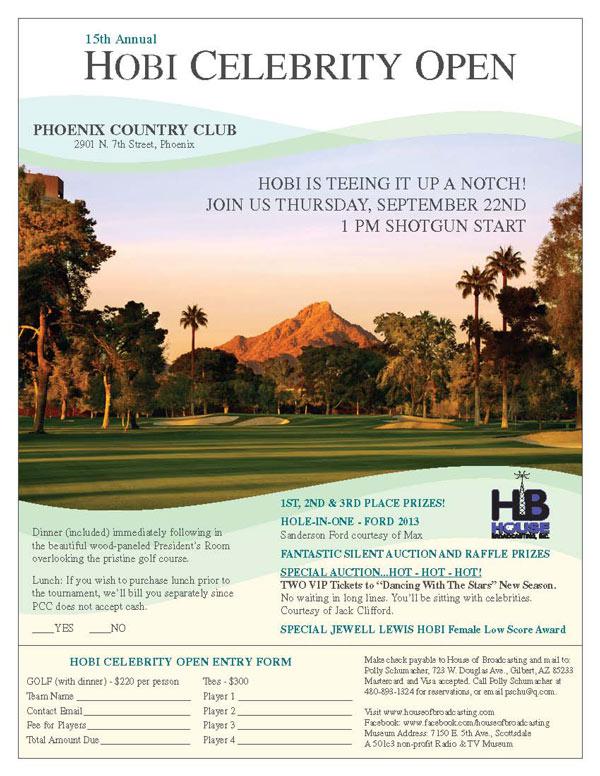 15th Annual
HOBI CELEBRITY OPEN
PHOENIX COUNTRY CLUB
2901 N. 7th Street, Phoenix
HOBI IS TEEING IT UP A NOTCH!
JOIN US THURSDAY, SEPTEMBER 22ND
1 PM SHOTGUN START
1ST, 2ND & 3RD PLACE PRIZES!
HOLE-IN-ONE - FORD 2013
Sanderson Ford courtesy of Max
FANTASTIC SILENT AUCTION AND RAFFLE PRIZES
SPECIAL AUCTION...HOT - HOT - HOT!
TWO VIP Tickets to “Dancing With The Stars” New Season.
No waiting in long lines. You'll be sitting with celebrities.
Courtesy of Jack Clifford.
SPECIAL JEWELL LEWIS HOBI Female Low Score Award
HB
HOUSE
BROADCASTING, INC.
Dinner (included) immediately following in
the beautiful wood-paneled President's Room
overlooking the pristine golf course.
Lunch: If you wish to purchase lunch prior to
the tournament, we'll bill you separately since
PCC does not accept cash.
____YES ____NO
HOBI CELEBRITY OPEN ENTRY FORM
GOLF (with dinner) - $220 per person
Team Name
Contact Email
Fee for Players
Total Amount Due
Tees - $300
Player 1
Player 2
Player 3
Player 4
Make check payable to House of Broadcasting and mail to:
Polly Schumacher, 723 W. Douglas Ave., Gilbert, AZ 85233
Mastercard and Visa accepted. Call Polly Schumacher at
480-893-1324 for reservations, or email pschu@q.com.
Visit www.houseofbroadcasting.com
Facebook: www.facebook.com/houseofbroadcasting
Museum Address: 7150 E. 5th Ave., Scottsdale
A 501c3 non-profit Radio & TV Museum